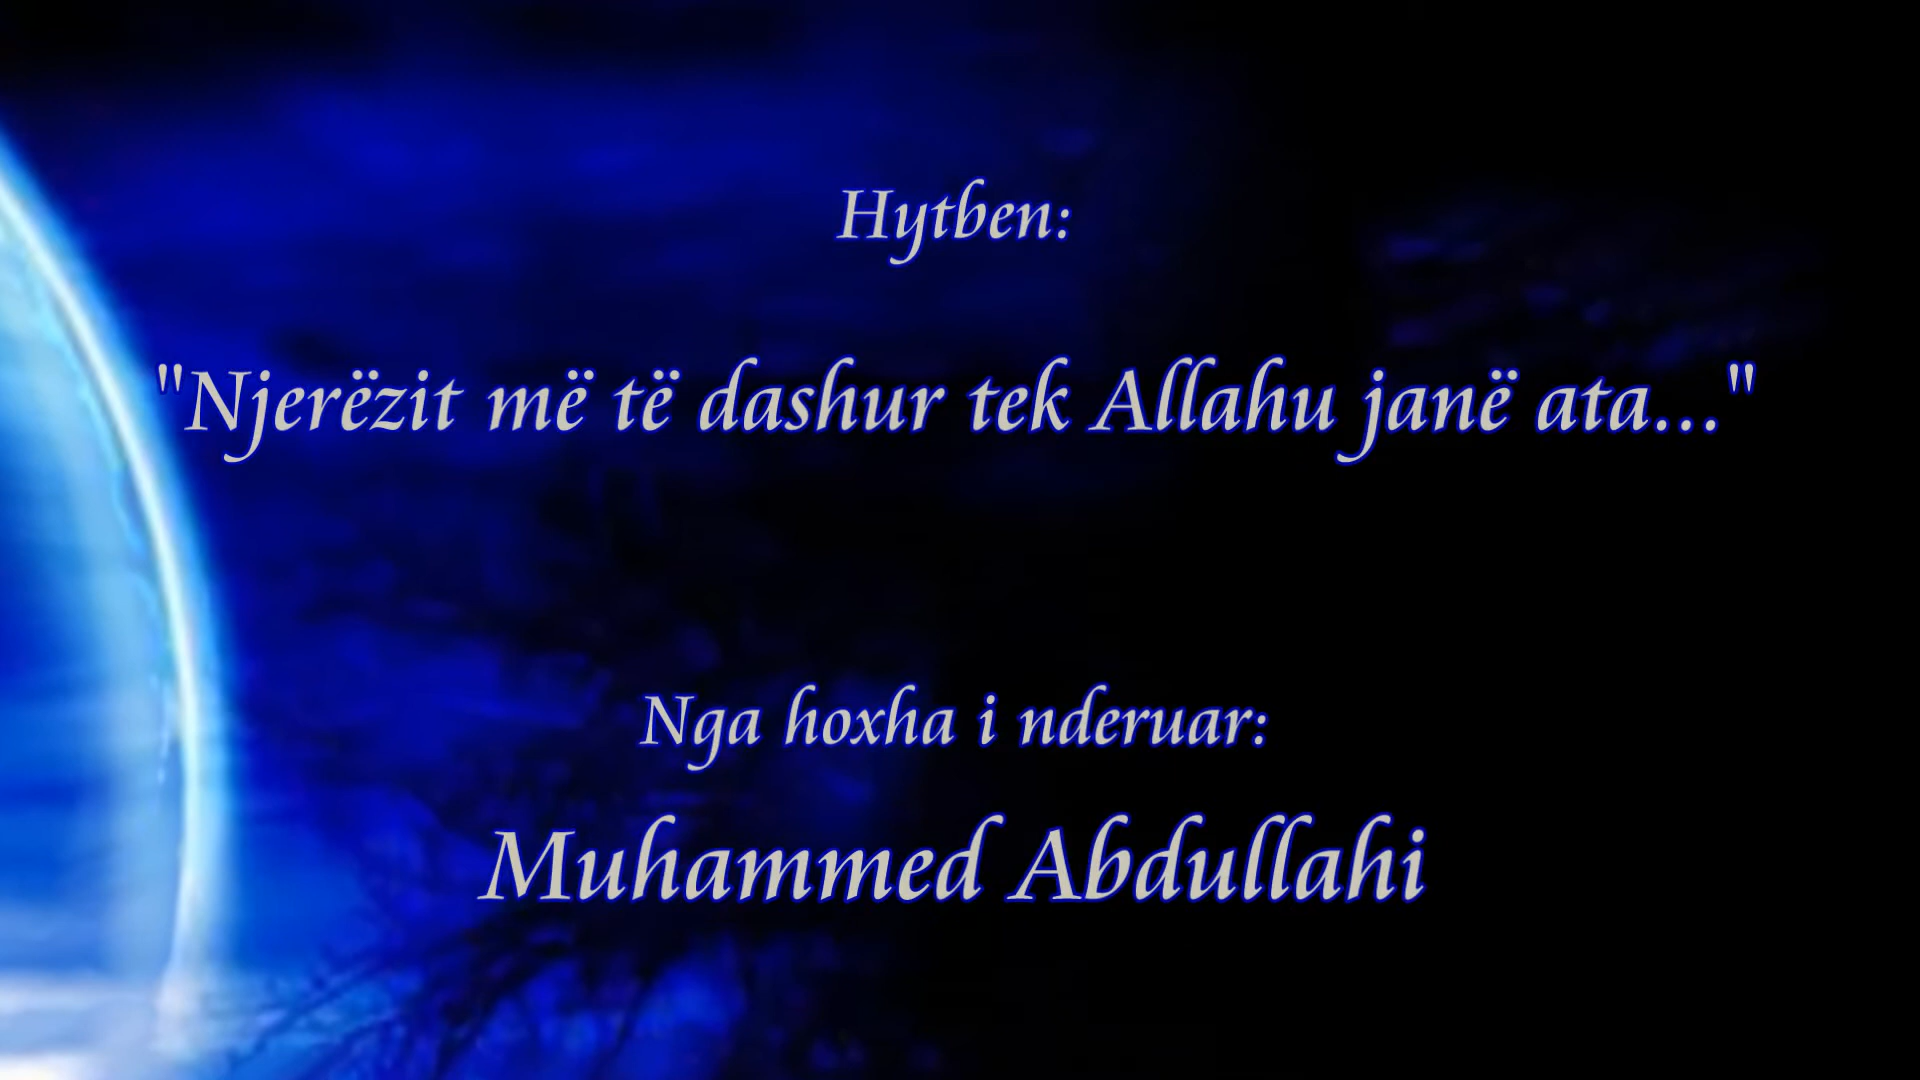 Hytben:
"Njerëzit më të dashur tek Allahu janë ata..."
Nga hoxha i nderuar:
Muhammed Abdullahi